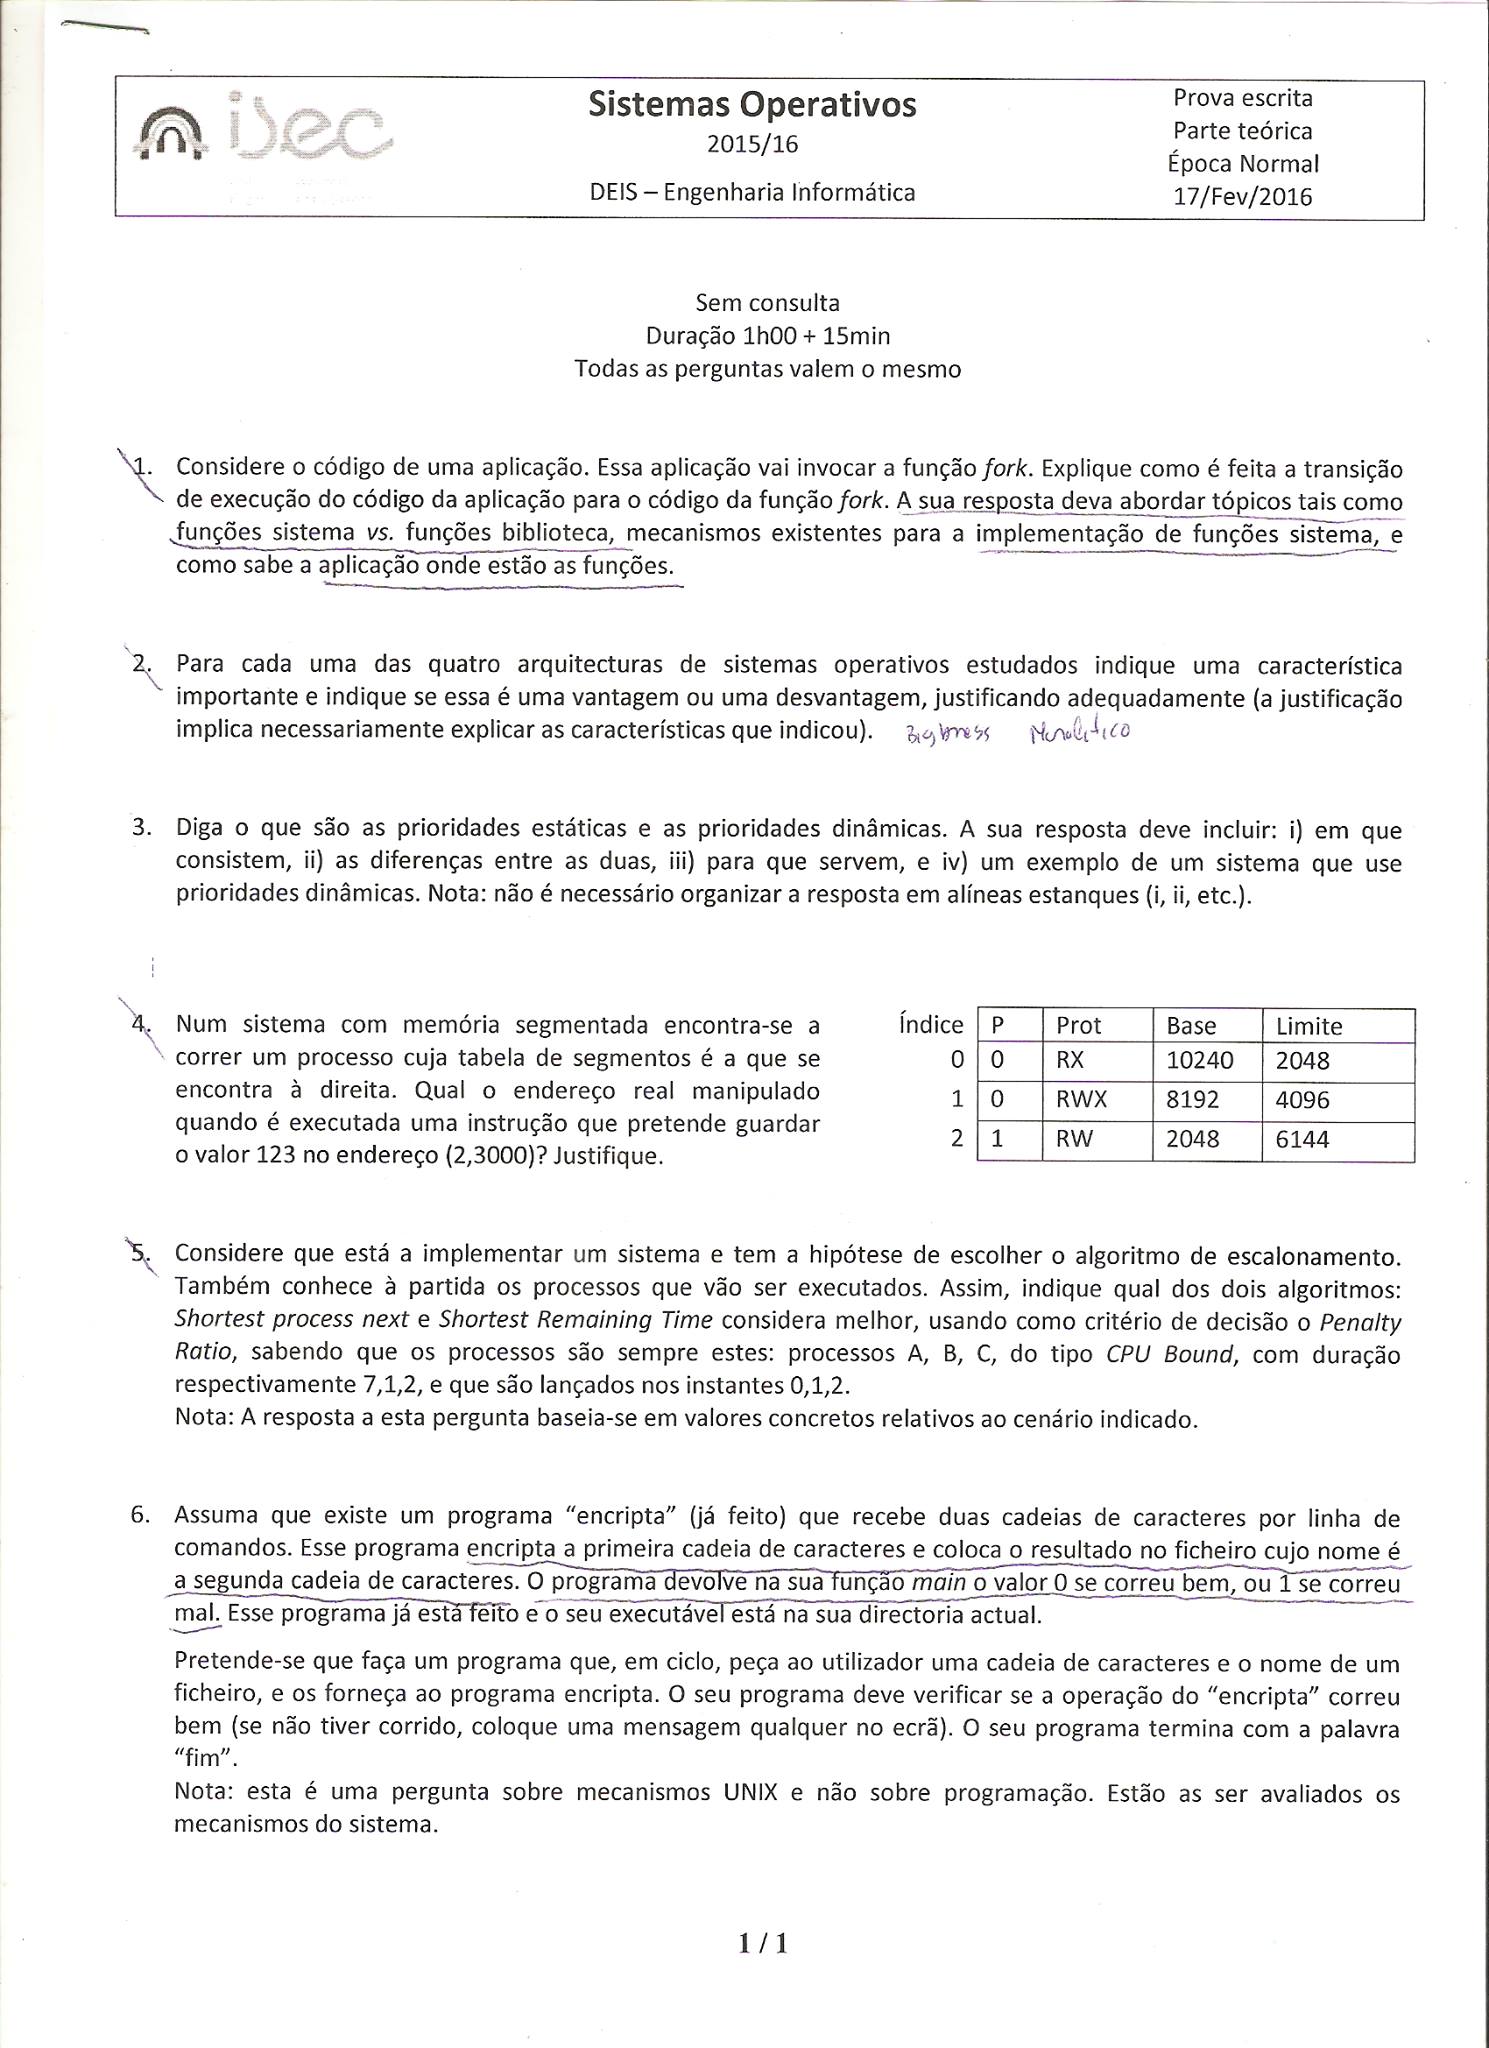 isec
Sistemas Operativos
2015/16
DEIS – Engenharia Informática
Prova escrita
Parte teórica
Época Normal
17/Fev/2016
Sem consulta
Duração 1h00 + 15min
Todas as perguntas valem o mesmo
1. Considere o código de uma aplicação. Essa aplicação vai invocar a função fork. Explique como é feita a transição
de execução do código da aplicação para o código da função fork. A sua resposta deva abordar tópicos tais como
funções sistema vs. funções biblioteca, mecanismos existentes para a implementação de funções sistema, e
como sabe a aplicação onde estão as funções.
2. Para cada uma das quatro arquitecturas de sistemas operativos estudados indique uma característica
importante e indique se essa é uma vantagem ou uma desvantagem, justificando adequadamente (a justificação
implica necessariamente explicar as características que indicou). Monolitico
3. Diga o que são as prioridades estáticas e as prioridades dinâmicas. A sua resposta deve incluir: i) em que
consistem, ii) as diferenças entre as duas, iii) para que servem, e iv) um exemplo de um sistema que use
prioridades dinâmicas. Nota: não é necessário organizar a resposta em alíneas estanques (i, ii, etc.).
4. Num sistema com memória segmentada encontra-se a
correr um processo cuja tabela de segmentos é a que se
encontra à direita. Qual o endereço real manipulado
quando é executada uma instrução que pretende guardar
o valor 123 no endereço (2,3000)? Justifique.
Índice P Prot Base Limite
0 0 RX 10240 2048
1 0 RWX 8192 4096
2 1 RW 2048 6144
5. Considere que está a implementar um sistema e tem a hipótese de escolher o algoritmo de escalonamento.
Também conhece à partida os processos que vão ser executados. Assim, indique qual dos dois algoritmos:
Shortest process next e Shortest Remaining Time considera melhor, usando como critério de decisão o Penalty
Ratio, sabendo que os processos são sempre estes: processos A, B, C, do tipo CPU Bound, com duração
respectivamente 7,1,2, e que são lançados nos instantes 0,1,2.
Nota: A resposta a esta pergunta baseia-se em valores concretos relativos ao cenário indicado.
6. Assuma que existe um programa “encripta” (já feito) que recebe duas cadeias de caracteres por linha de
comandos. Esse programa encripta a primeira cadeia de caracteres e coloca o resultado no ficheiro cujo nome é
a segunda cadeia de caracteres. O programa devolve na sua função main o valor 0 se correu bem, ou 1 se correu
mal. Esse programa já está feito e o seu executável está na sua directoria actual.
Pretende-se que faça um programa que, em ciclo, peça ao utilizador uma cadeia de caracteres e o nome de um
ficheiro, e os forneça ao programa encripta. O seu programa deve verificar se a operação do “encripta” correu
bem (se não tiver corrido, coloque uma mensagem qualquer no ecrã). O seu programa termina com a palavra
“fim”.
Nota: esta é uma pergunta sobre mecanismos UNIX e não sobre programação. Estão as ser avaliados os
mecanismos do sistema.
1 / 1